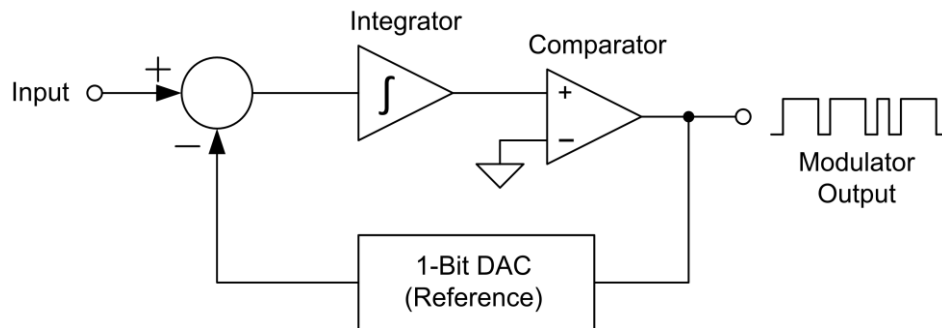 Integrator
Comparator
Input
+
−
∫
+
−
Modulator
Output
1-Bit DAC
(Reference)